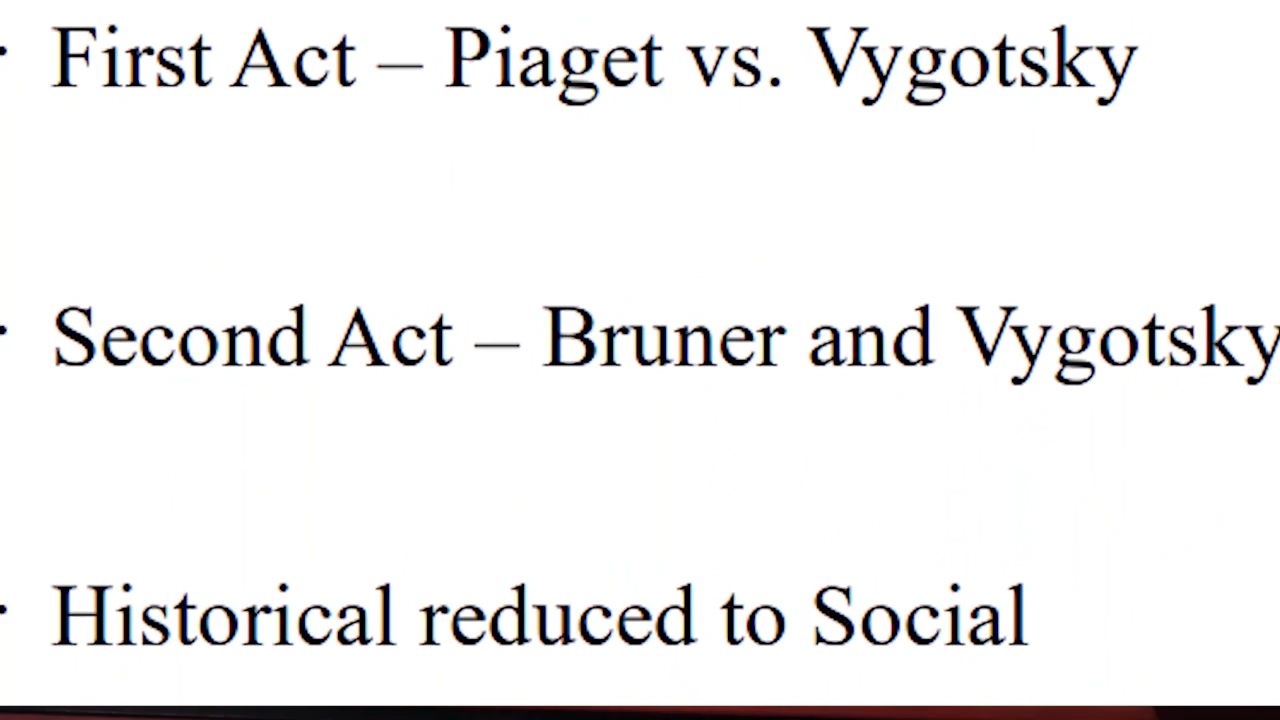 · First Act – Piaget vs. Vygotsky
· Second Act – Bruner and Vygotsky
· Historical reduced to Social